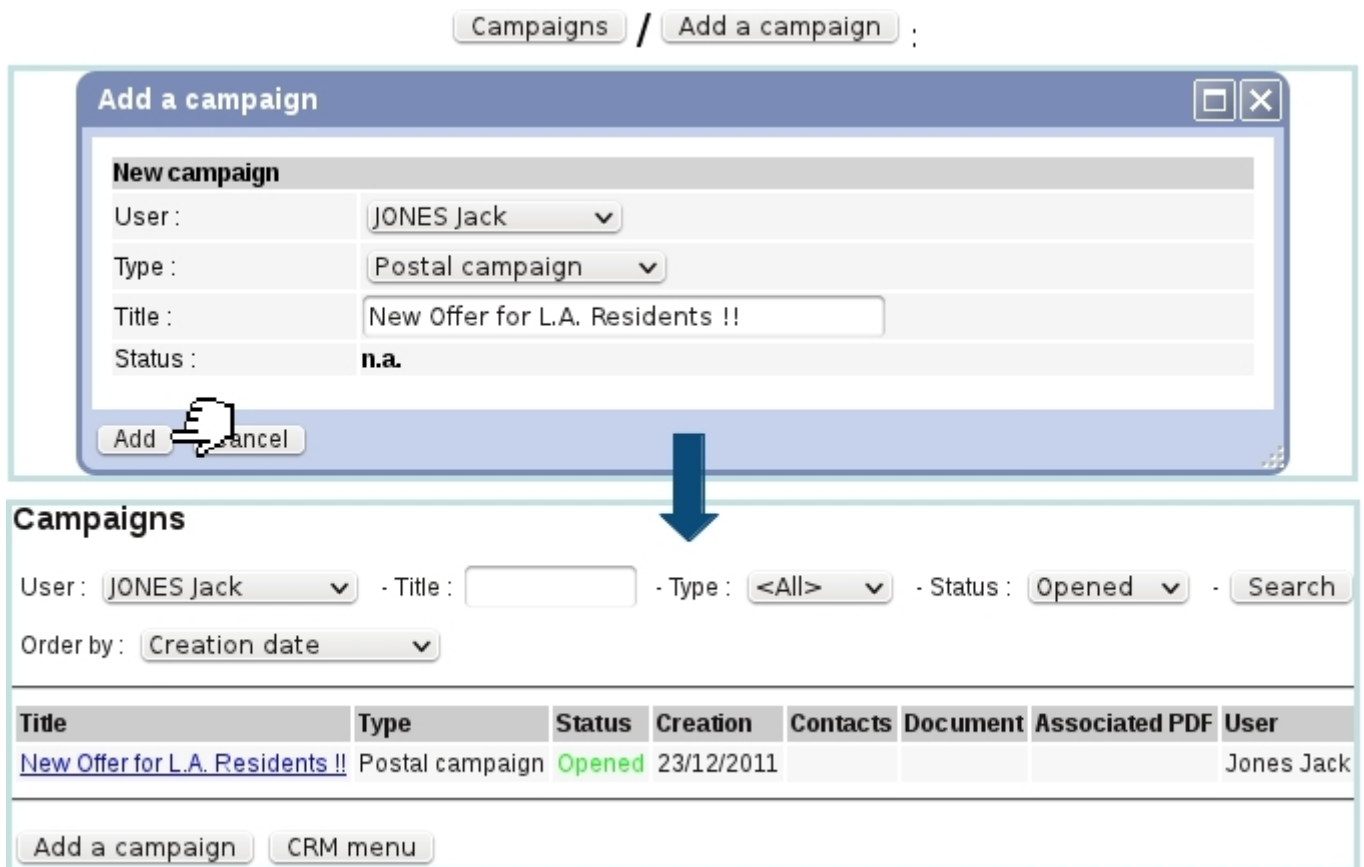 Campaigns / Add a campaign :
Add a campaign
New campaign
User : JONES Jack
Type : Postal campaign
Title : New Offer for L.A. Residents !!
Status : n.a.
Add ancel
Campaigns
User : JONES Jack - Title : - Type : <All> - Status : Opened - Search
Order by : Creation date
Title Type Status Creation Contacts Document Associated PDF User
New Offer for L.A. Residents !! Postal campaign Opened 23/12/2011 Jones Jack
Add a campaign CRM menu